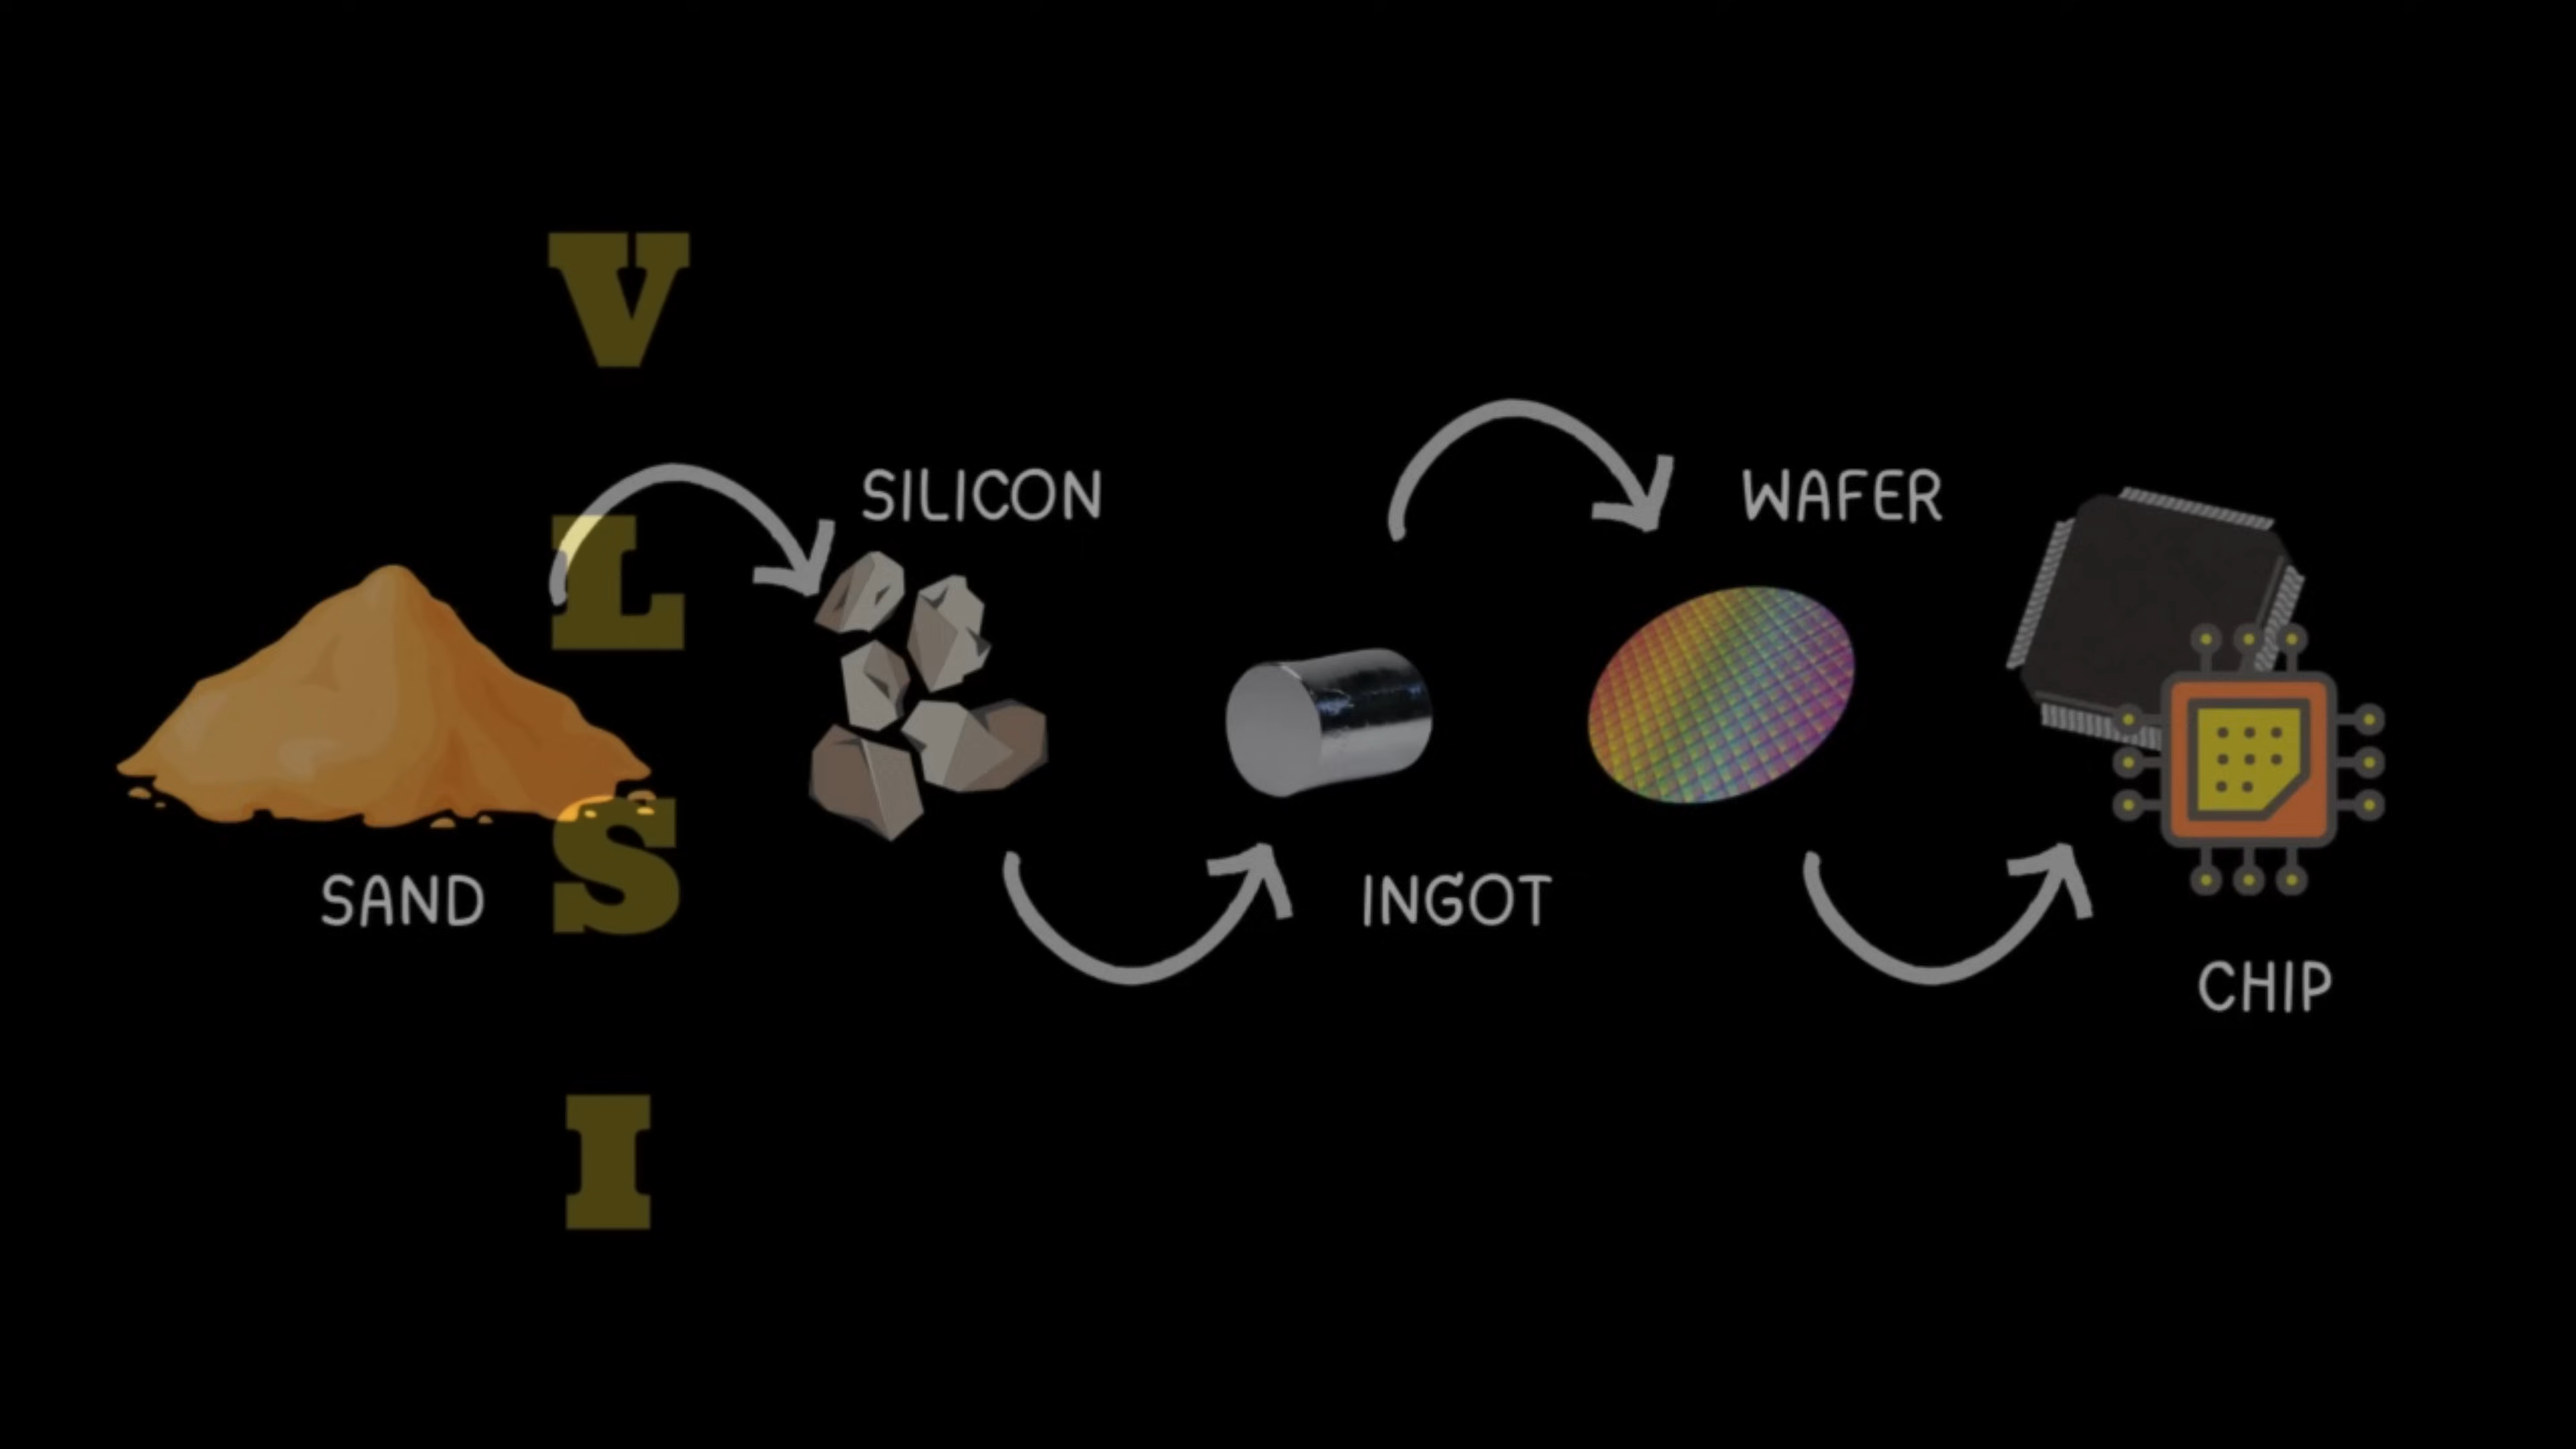 V
L
S
I
SILICON
WAFER
SAND
INGOT
CHIP